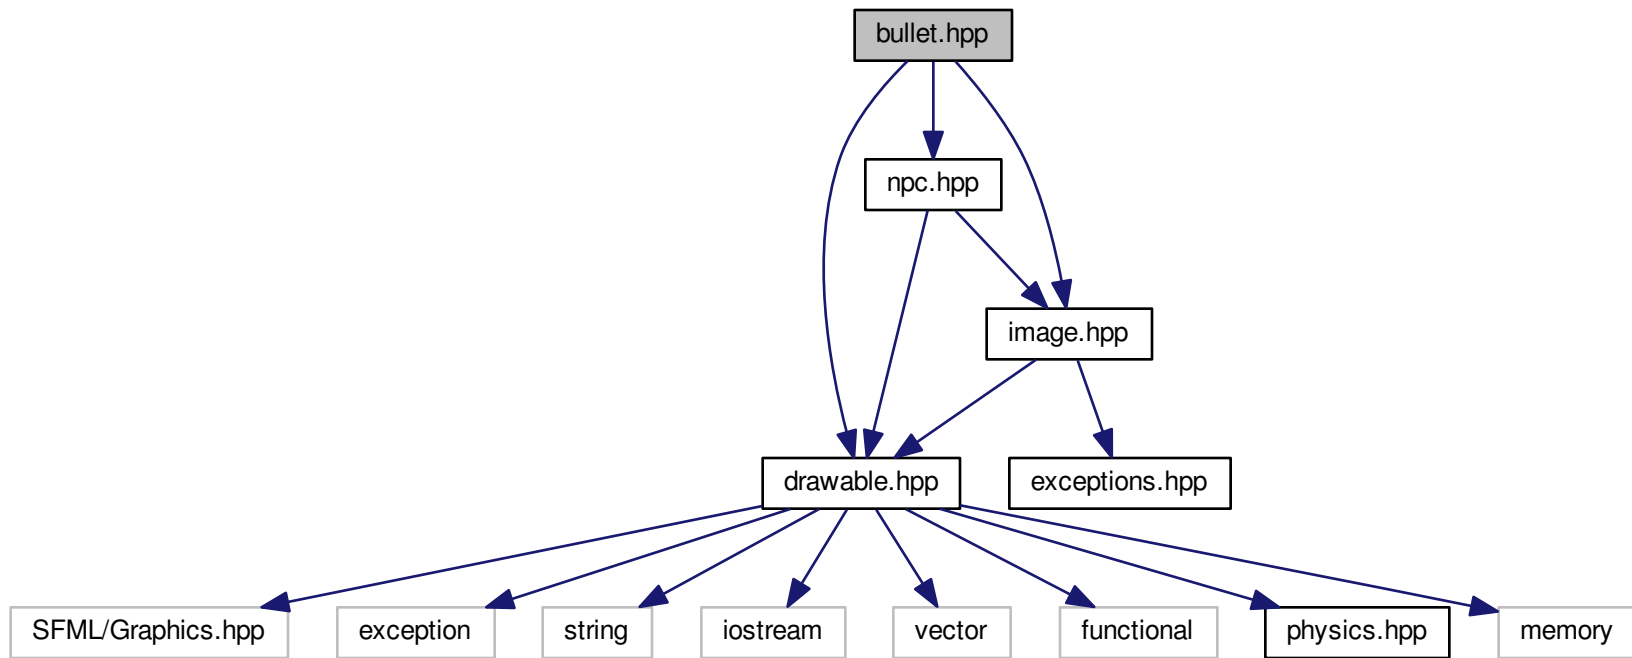 bullet.hpp
npc.hpp
image.hpp
drawable.hpp
exceptions.hpp
SFML/Graphics.hpp
exception
string
iostream
vector
functional
physics.hpp
memory